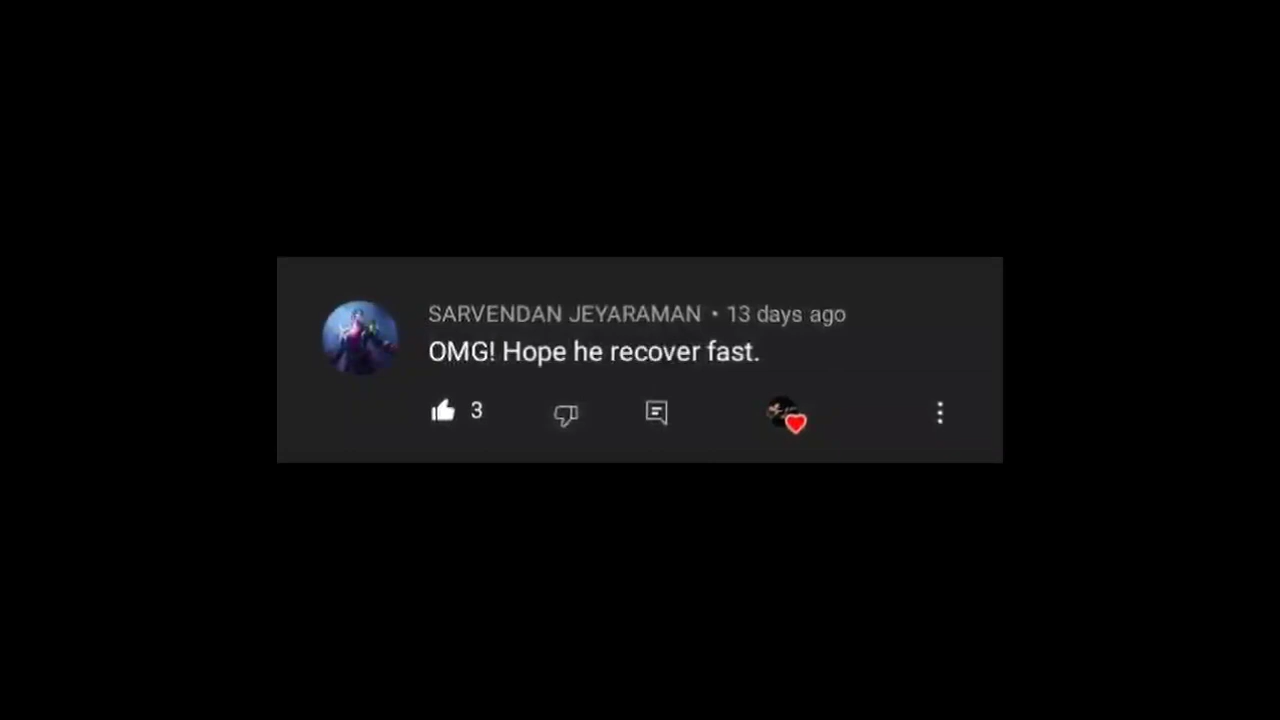 SARVENDAN JEYARAMAN • 13 days ago
OMG! Hope he recover fast.
3